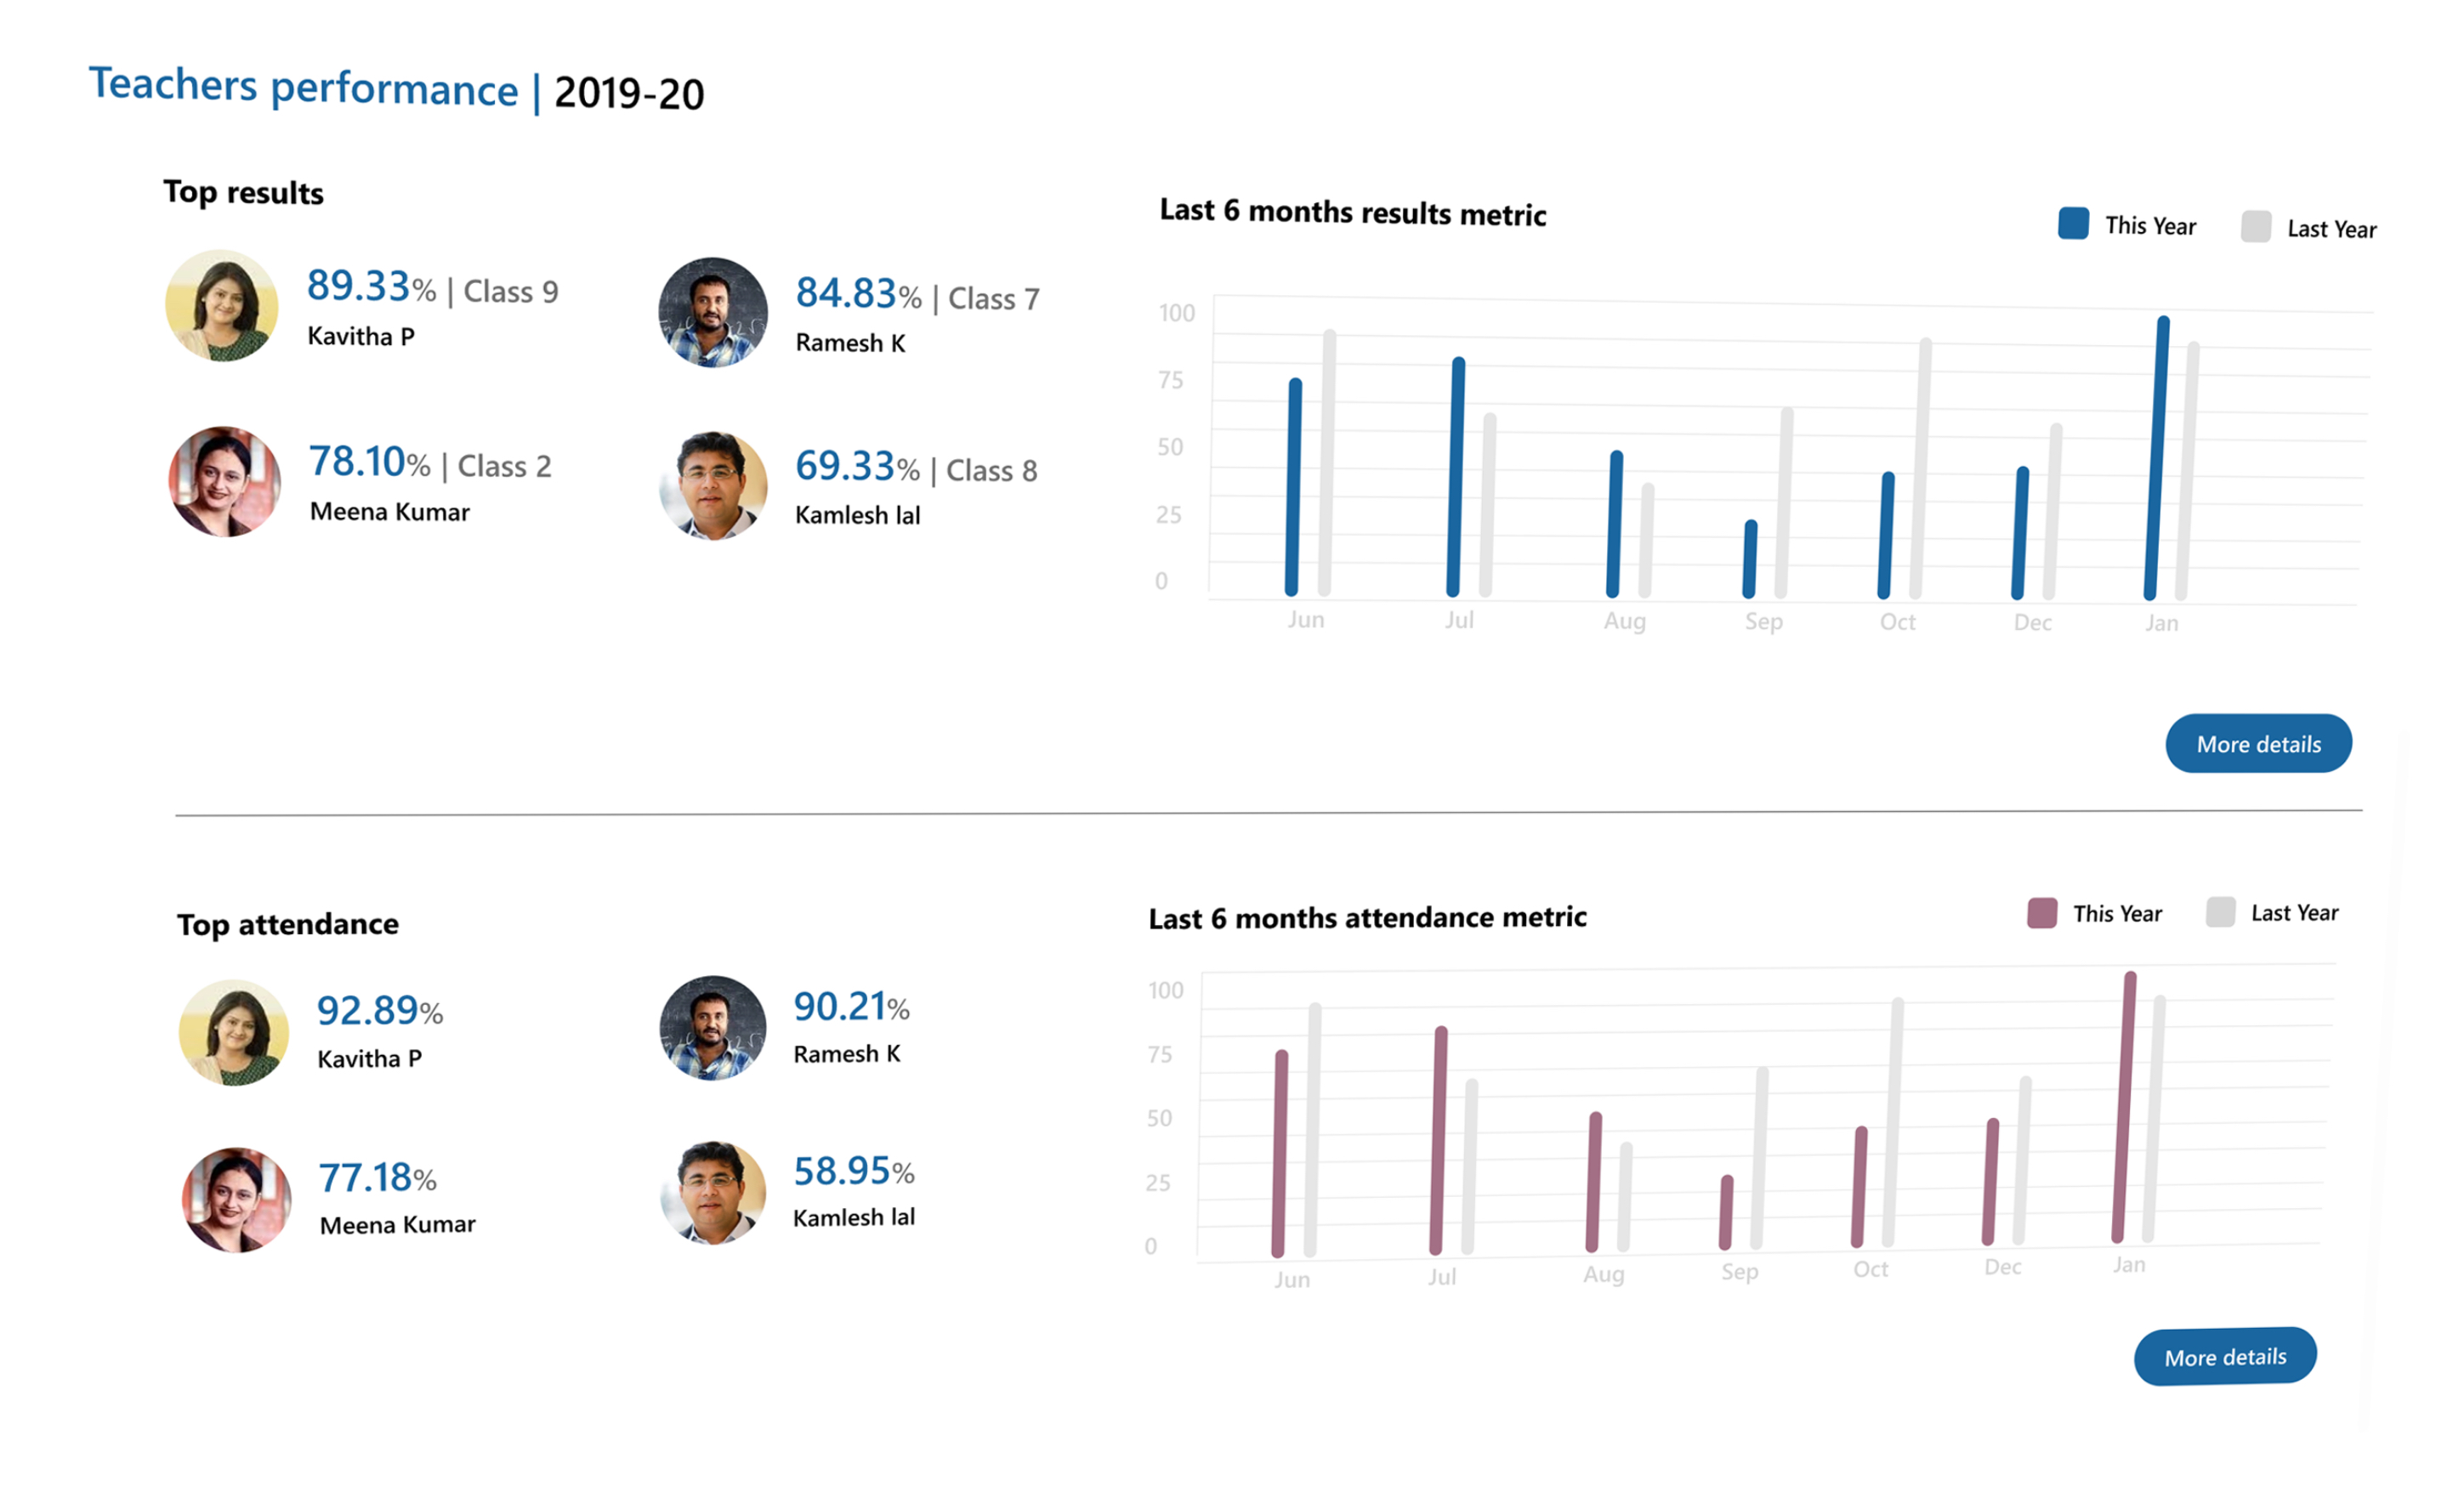 Teachers performance | 2019-20
Top results
89.33% | Class 9
Kavitha P
84.83% | Class 7
Ramesh K
78.10% | Class 2
Meena Kumar
69.33% | Class 8
Kamlesh lal
Last 6 months results metric
This Year
Last Year
100
75
50
25
0
Jun Jul Aug Sep Oct Dec Jan
More details
Top attendance
92.89%
Kavitha P
90.21%
Ramesh K
77.18%
Meena Kumar
58.95%
Kamlesh lal
Last 6 months attendance metric
This Year
Last Year
100
75
50
25
0
Jun Jul Aug Sep Oct Dec Jan
More details